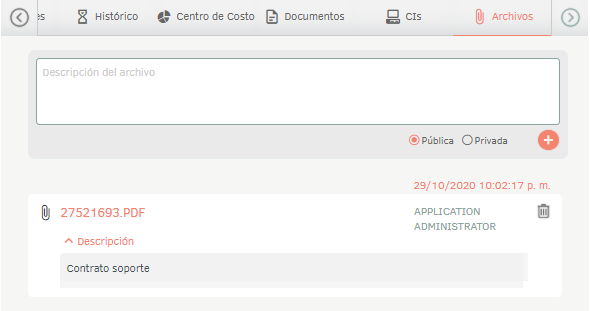 es Histórico Centro de Costo Documentos CIs Archivos
Descripción del archivo
Pública Privada
29/10/2020 10:02:17 p. m.
27521693.PDF APPLICATION
ADMINISTRATOR
Descripción
Contrato soporte